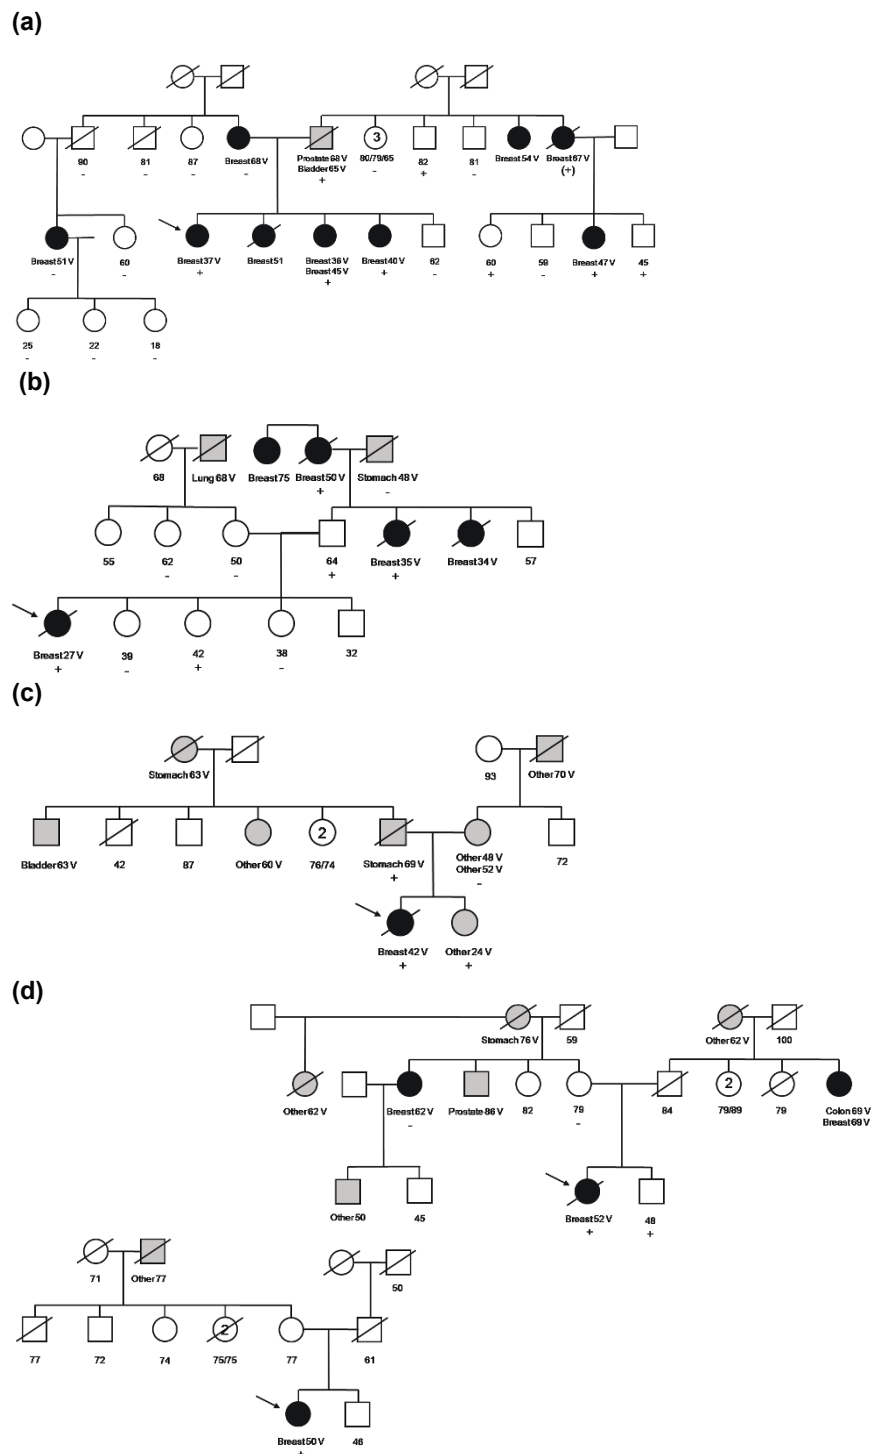 (a)
3
90 81 87 Breast 68 V Prostate 68 V 80/79/65 82 81 Breast 54 V Breast 67 V
Bladder 65 V
- - - - + - + - (+)
Breast 51 V 60 Breast 37 V Breast 51 Breast 36 V Breast 40 V 62 60 59 Breast 47 V 45
Breast 45 V
- - + + + - + - + +
25 22 18
- - -
(b)
68 Lung 68 V Breast 75 Breast 50 V Stomach 48 V
+ -
55 62 50 64 Breast 35 V Breast 34 V 57
- - + +
Breast 27 V 39 42 38 32
+ - + -
(c)
Stomach 63 V 93 Other 70 V
2
Bladder 63 V 42 87 Other 60 V 76/74 Stomach 69 V Other 48 V 72
Other 52 V
+ -
Breast 42 V Other 24 V
+ +
(d)
Stomach 76 V 59 Other 62 V 100
2
Other 62 V Breast 62 V Prostate 86 V 82 79 84 79/89 79 Colon 69 V
Breast 69 V
- -
Other 50 45 Breast 52 V 48
+ +
71 Other 77 50
2
77 72 74 75/75 77 61
Breast 50 V 46
+